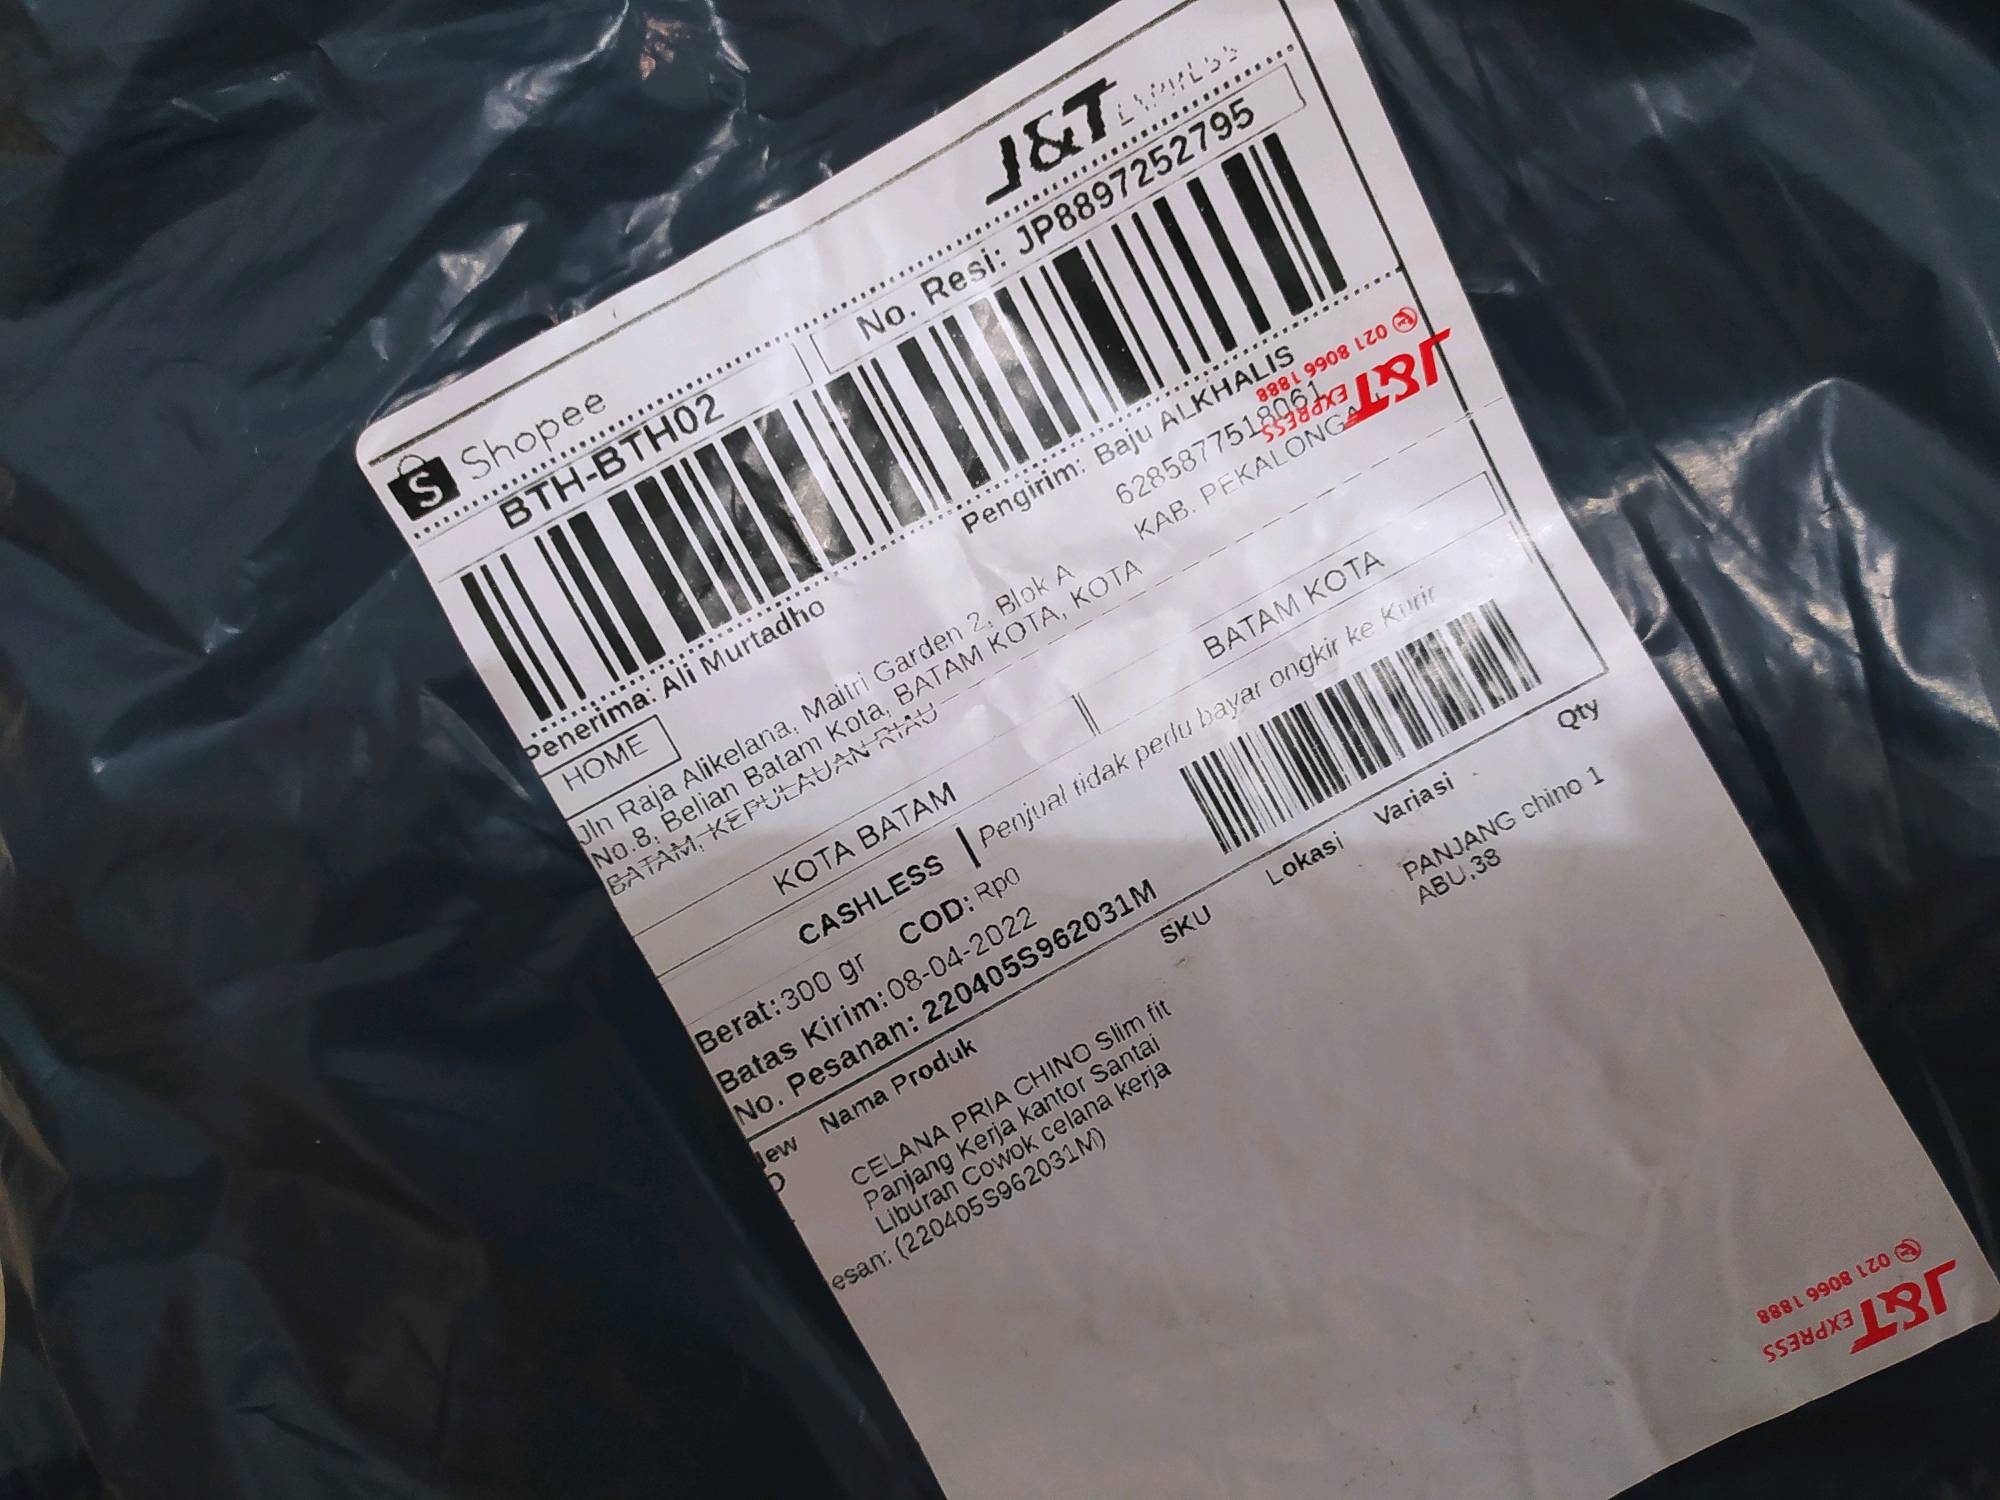 Shopee
J&T EXPRESS
BTH-BTH02
No. Resi: JP8897252795
Penerima: Ali Murtadho
Pengirim: Baju ALKHALIS
HOME
6285877518061
KAB. PEKALONGAN
Jln Raja Alikelana, Maitri Garden 2, Blok A
No.8, Belian Batam Kota, BATAM KOTA, KOTA
BATAM, KEPULAUAN RIAU
J&T EXPRESS
021 8066 1888
KOTA BATAM
BATAM KOTA
CASHLESS
Penjual tidak perlu bayar ongkir ke Kurir
Berat: 300 gr
COD: Rp0
Batas Kirim: 08-04-2022
No. Pesanan: 220405S962031M
Nama Produk
SKU
Lokasi
Variasi
Qty
CELANA PRIA CHINO Slim fit
Panjang Kerja kantor Santai
Liburan Cowok celana kerja
PANJANG chino 1
ABU,38
esan: (220405S962031M)
J&T EXPRESS
021 8066 1888